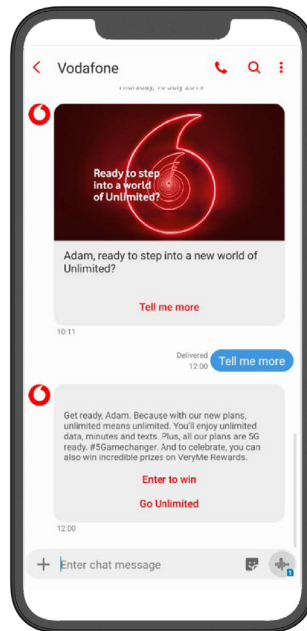 Vodafone
Thursday, 10 July 2019
Ready to step
into a world
of Unlimited?
Adam, ready to step into a new world of
Unlimited?
Tell me more
10:11
Delivered
12:00
Tell me more
Get ready, Adam. Because with our new plans,
unlimited means unlimited. You'll enjoy unlimited
data, minutes and texts. Plus, all our plans are 5G
ready. #5Gamechanger. And to celebrate, you can
also win incredible prizes on VeryMe Rewards.
Enter to win
Go Unlimited
12:00
Enter chat message
1